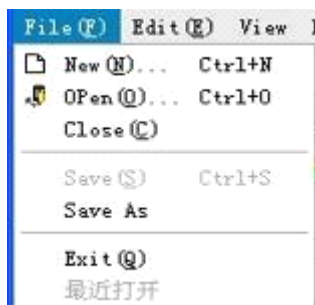 File(F) Edit(E) View
New(N)... Ctrl+N
OPen(O)... Ctrl+O
Close(C)
Save(S) Ctrl+S
Save As
Exit(Q)
最近打开